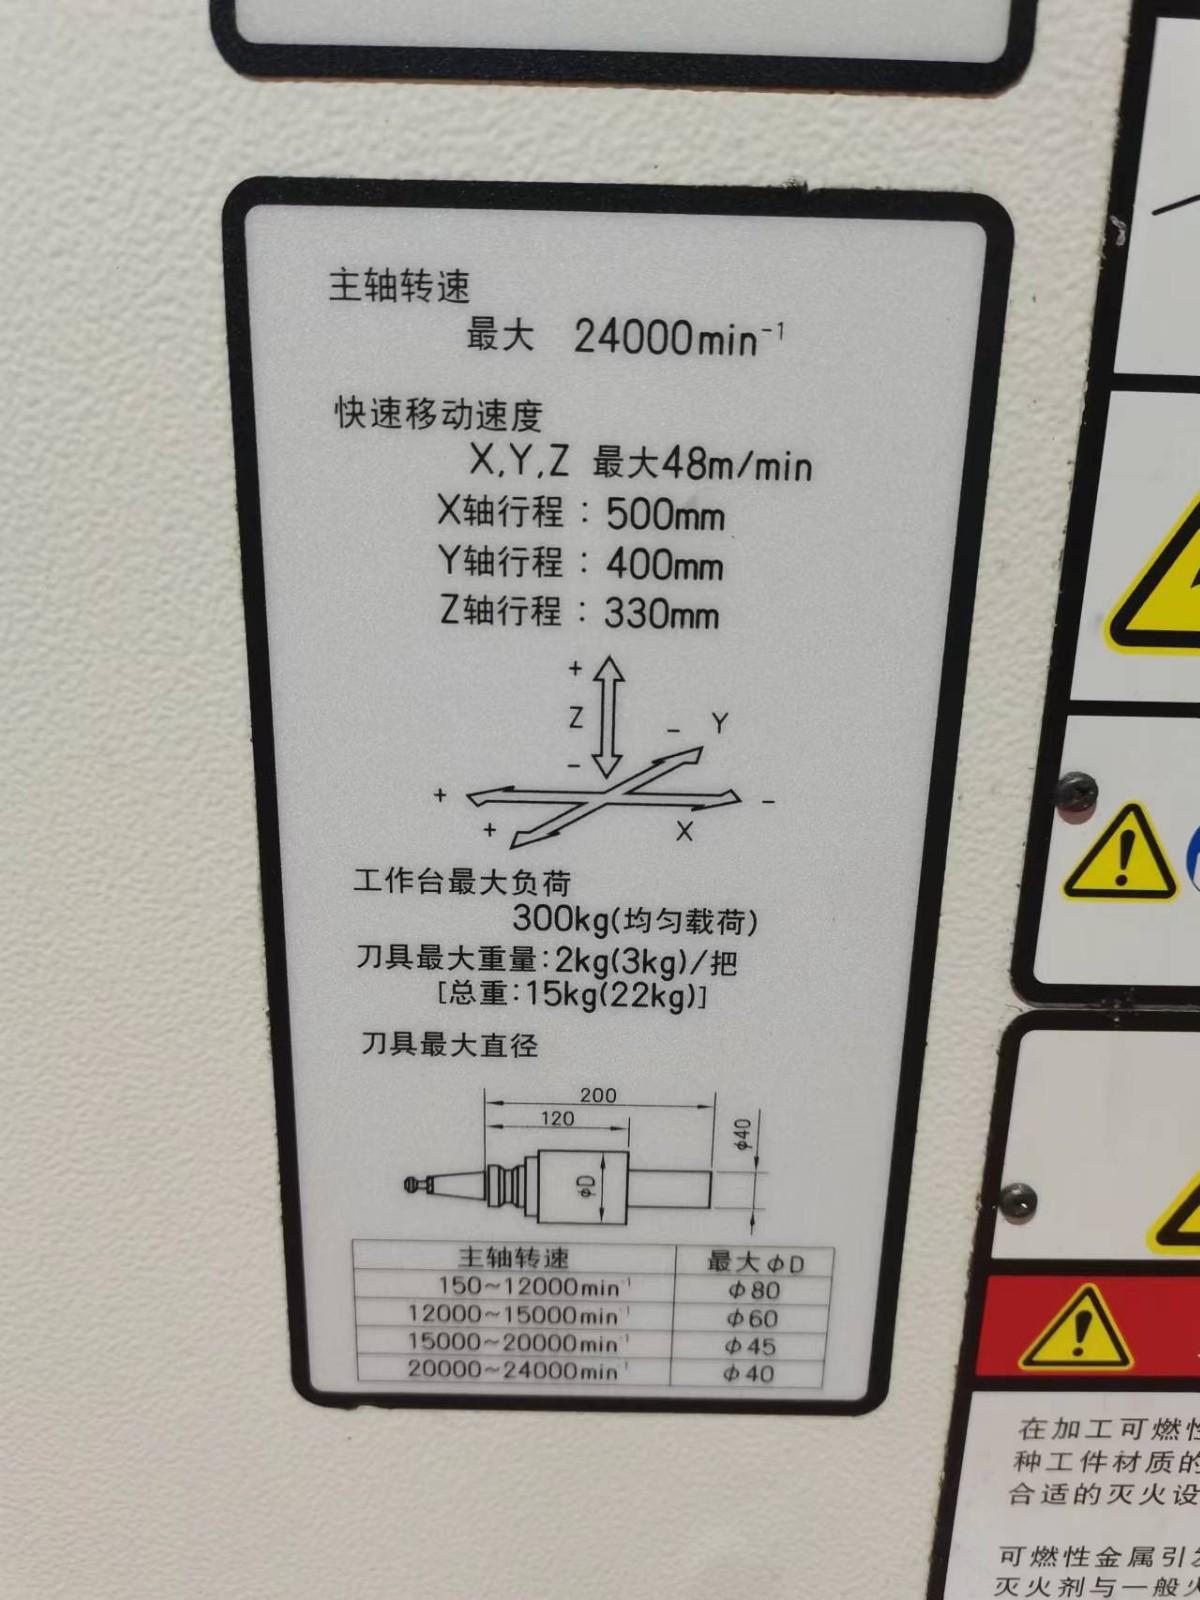 主轴转速
最大 24000min⁻¹
快速移动速度
X,Y,Z 最大48m/min
X轴行程：500mm
Y轴行程：400mm
Z轴行程：330mm
+
Z
- Y
-
+ -
+ X
工作台最大负荷
300kg(均匀载荷)
刀具最大重量:2kg(3kg)/把
[总重:15kg(22kg)]
刀具最大直径
200
120
φ40
φD
主轴转速 最大φD
150~12000min⁻¹ φ80
12000~15000min⁻¹ φ60
15000~20000min⁻¹ φ45
20000~24000min⁻¹ φ40
在加工可燃性
种工件材质的
合适的灭火设
可燃性金属引发
灭火剂与一般火